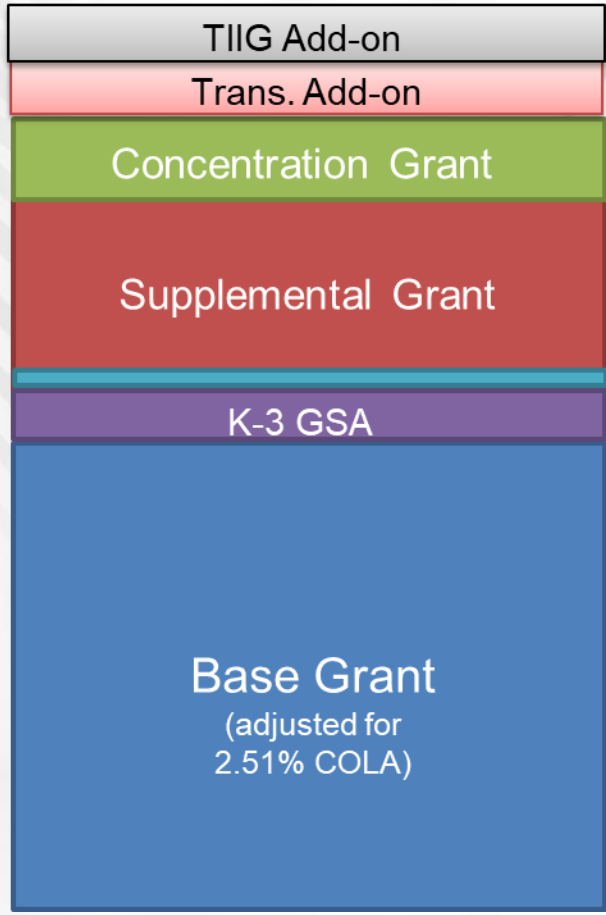 TIIG Add-on
Trans. Add-on
Concentration Grant
Supplemental Grant
K-3 GSA
Base Grant
(adjusted for
2.51% COLA)